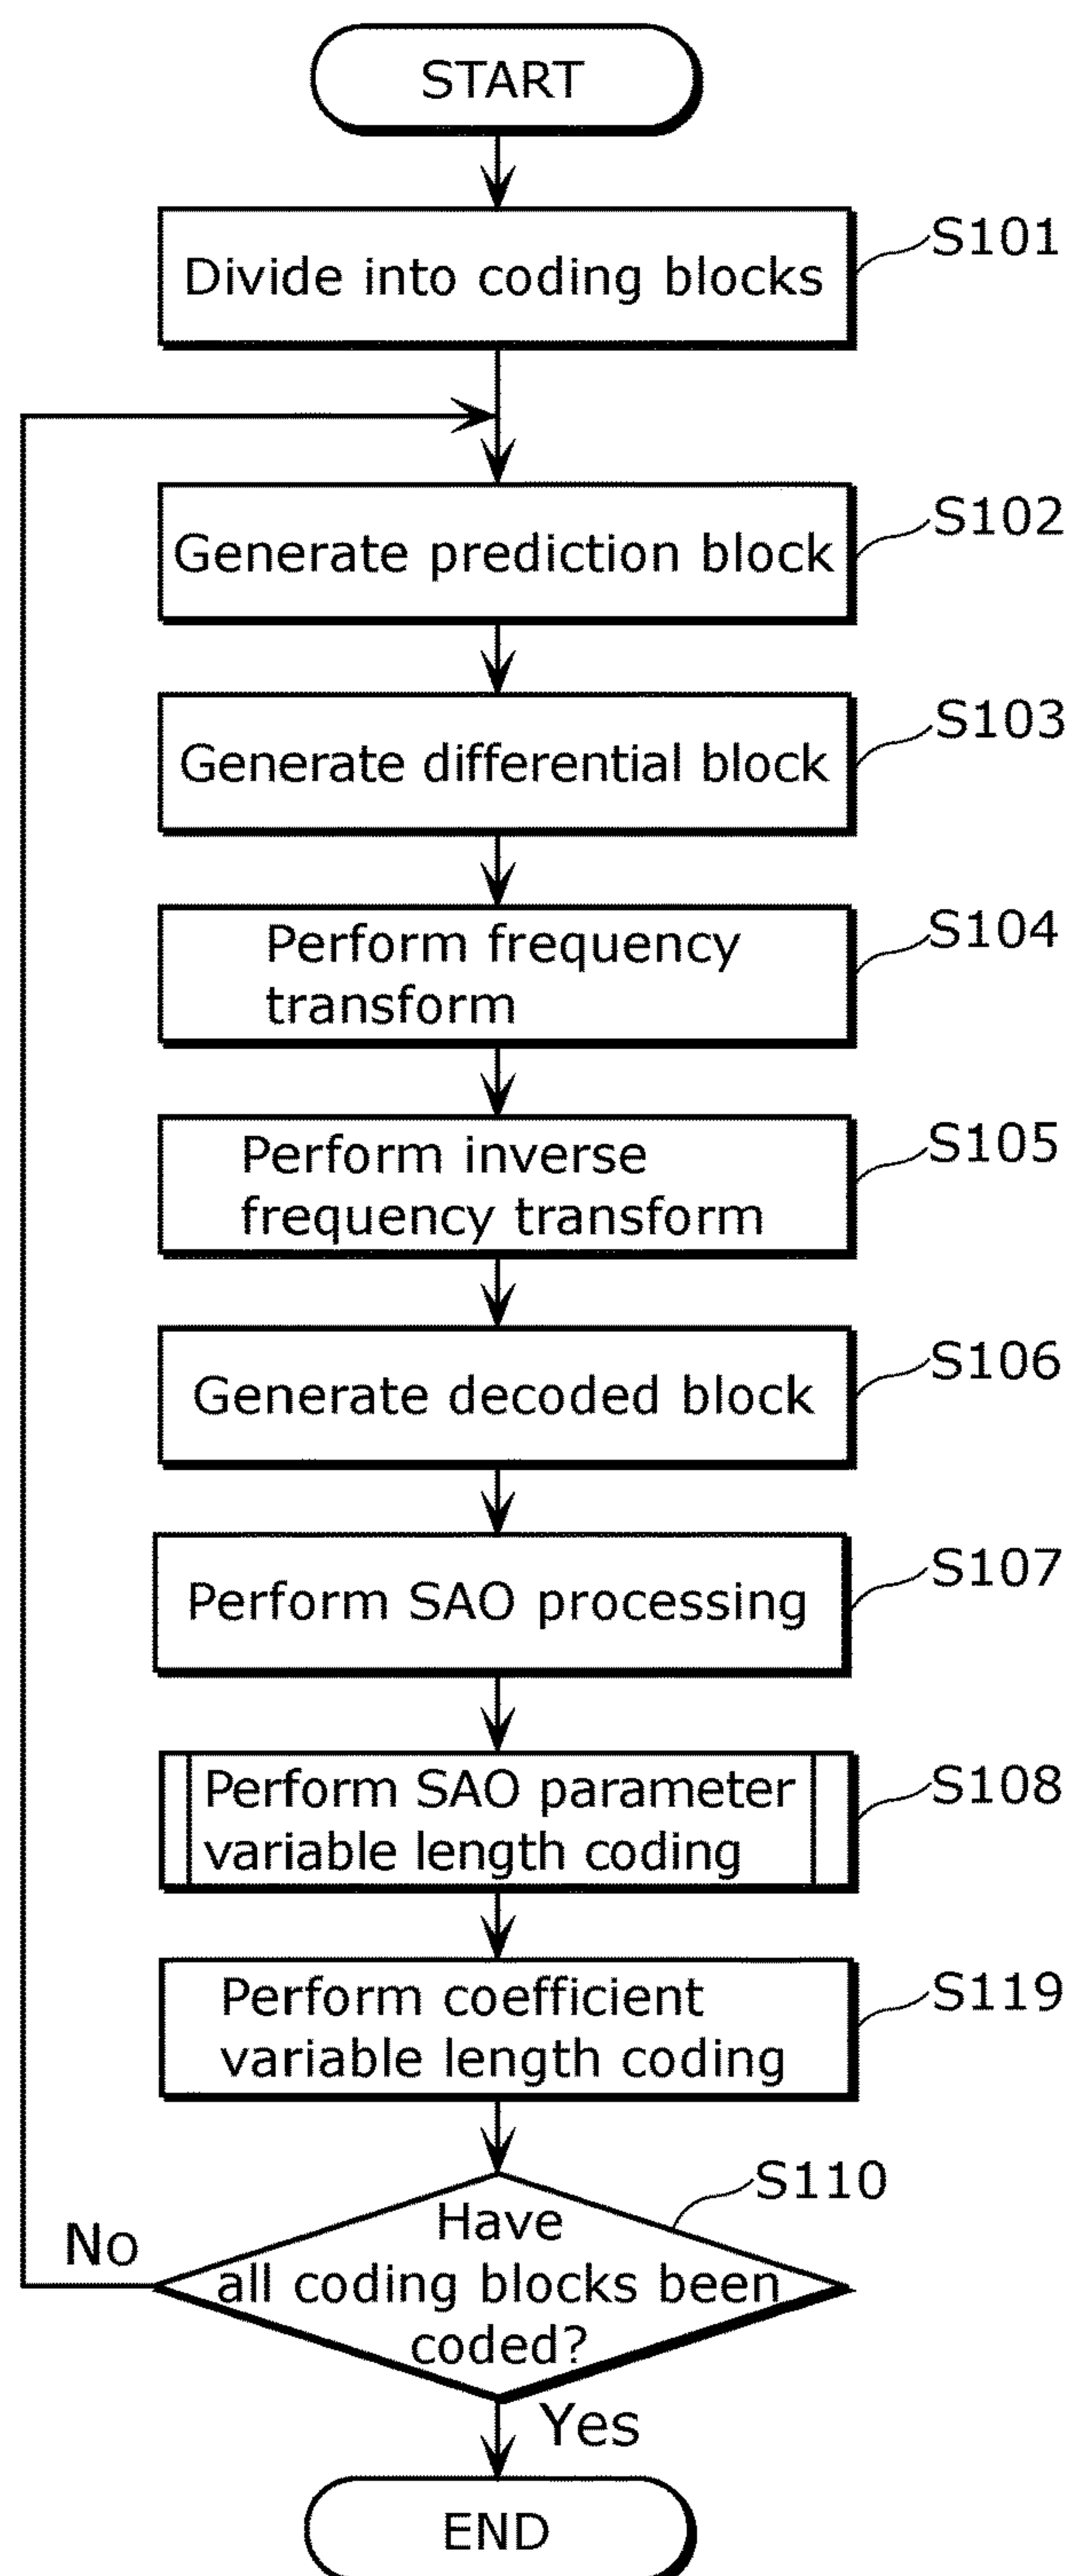 START
Divide into coding blocks
S101
Generate prediction block
S102
Generate differential block
S103
Perform frequency
transform
S104
Perform inverse
frequency transform
S105
Generate decoded block
S106
Perform SAO processing
S107
Perform SAO parameter
variable length coding
S108
Perform coefficient
variable length coding
S119
Have
all coding blocks been
coded?
S110
No
Yes
END